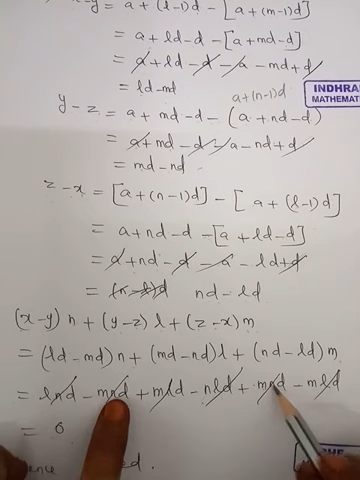 x-y = a + (l-1)d - [a + (m-1)d]
= a + ld - d - [a + md - d]
= a + ld - d - a - md + d
= ld - md
a + (n-1)d
INDHRA
MATHEMAT
y - z = a + md - d - (a + nd - d)
= a + md - d - a - nd + d
= md - nd
z - x = [a + (n-1)d] - [a + (l-1)d]
= a + nd - d - [a + ld - d]
= a + nd - d - a - ld + d
= (n-l)d nd - ld
(x-y)n + (y-z)l + (z-x)m
= (ld - md)n + (md - nd)l + (nd - ld)m
= lnd - mnd + mld - nld + mnd - mld
= 0